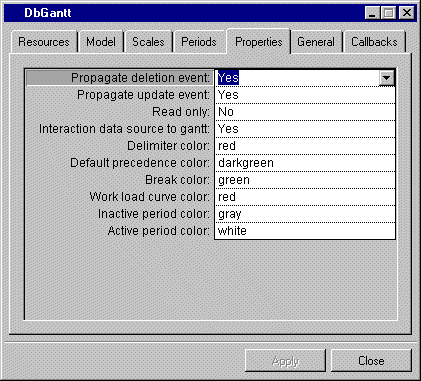 DbGantt
Resources Model Scales Periods Properties General Callbacks
Propagate deletion event: Yes
Propagate update event: Yes
Read only: No
Interaction data source to gantt: Yes
Delimiter color: red
Default precedence color: darkgreen
Break color: green
Work load curve color: red
Inactive period color: gray
Active period color: white
Apply Close